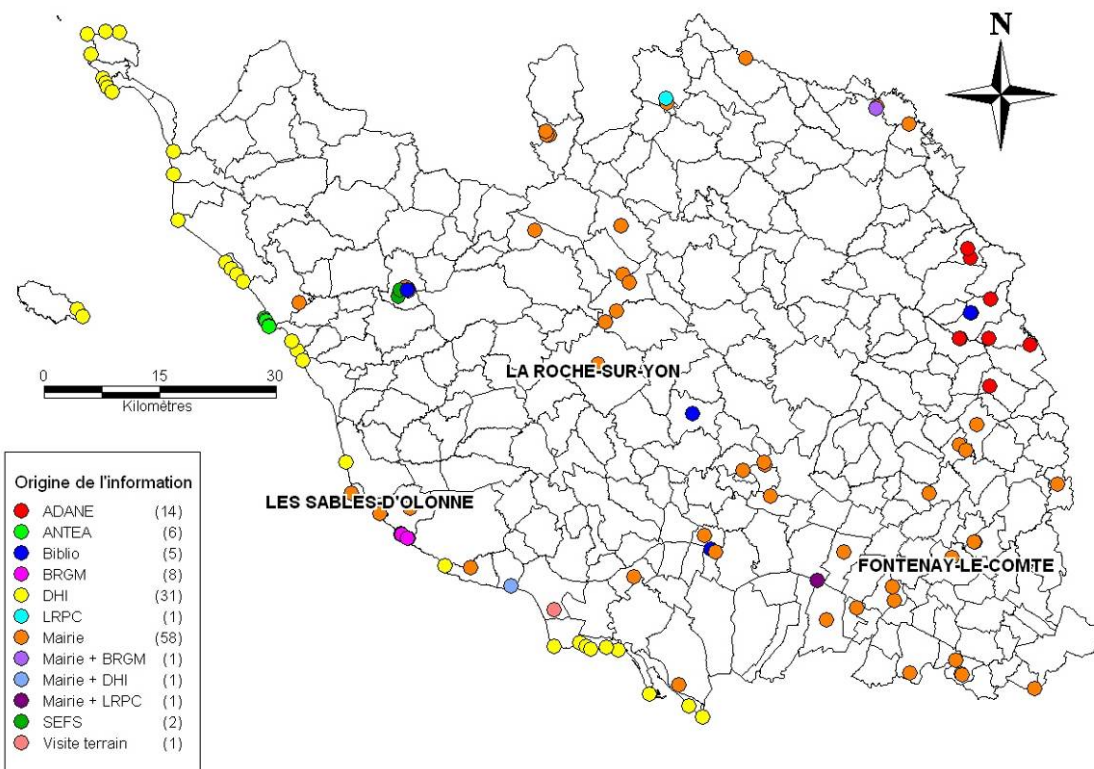 N
LA ROCHE-SUR-YON
0 15 30
Kilomètres
LES SABLES-D'OLONNE
FONTENAY-LE-COMTE
Origine de l'information
ADANE (14)
ANTEA (6)
Biblio (5)
BRGM (8)
DHI (31)
LRPC (1)
Mairie (58)
Mairie + BRGM (1)
Mairie + DHI (1)
Mairie + LRPC (1)
SEFS (2)
Visite terrain (1)